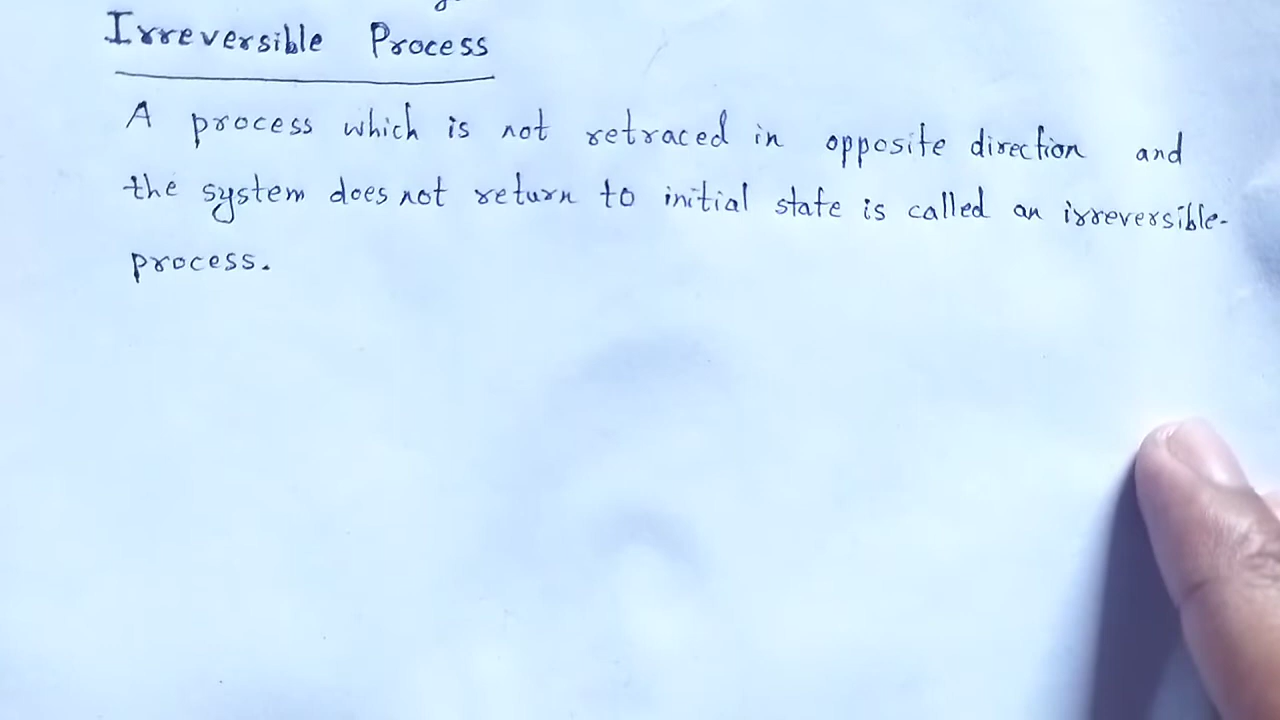 Irreversible Process
A process which is not retraced in opposite direction and
the system does not return to initial state is called an irreversible-
process.